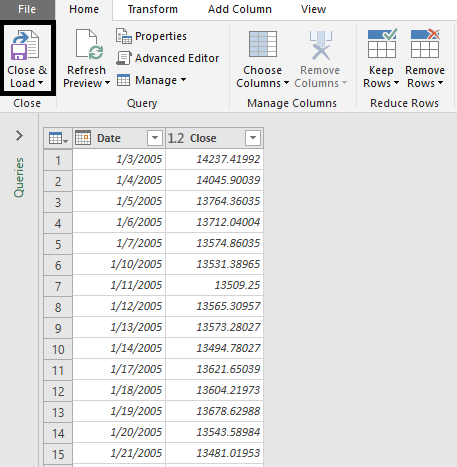 File Home Transform Add Column View
Close & Load
Refresh Preview
Properties
Advanced Editor
Manage
Choose Columns
Remove Columns
Keep Rows
Remove Rows
Close Query Manage Columns Reduce Rows
Queries
Date 1.2 Close
1 1/3/2005 14237.41992
2 1/4/2005 14045.90039
3 1/5/2005 13764.36035
4 1/6/2005 13712.04004
5 1/7/2005 13574.86035
6 1/10/2005 13531.38965
7 1/11/2005 13509.25
8 1/12/2005 13565.30957
9 1/13/2005 13573.28027
10 1/14/2005 13494.78027
11 1/17/2005 13621.65039
12 1/18/2005 13604.21973
13 1/19/2005 13678.62988
14 1/20/2005 13543.58984
15 1/21/2005 13481.01953